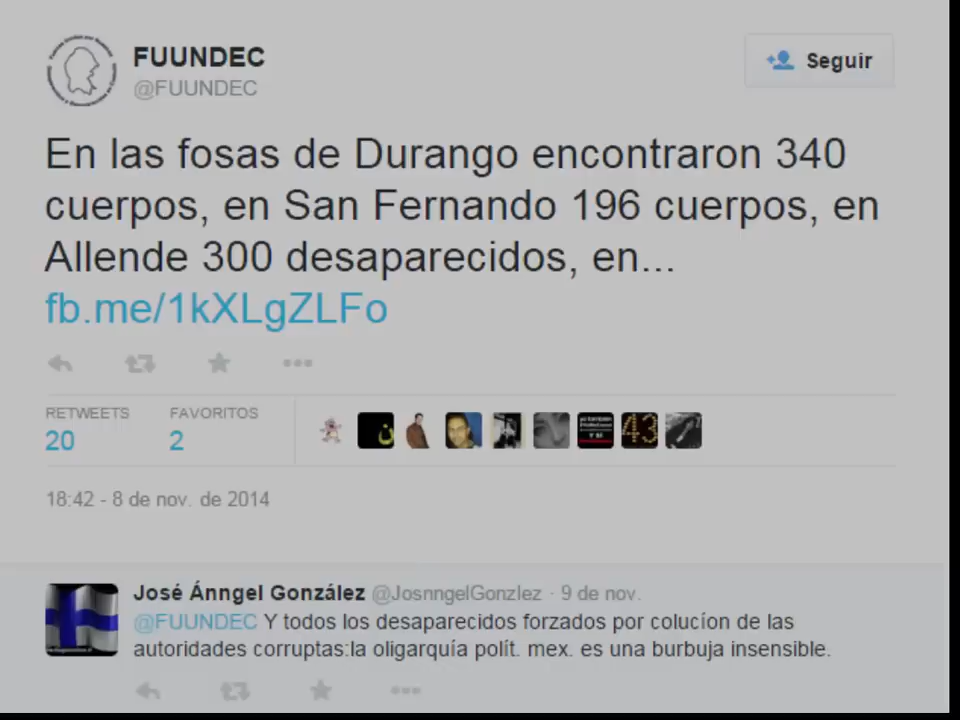 FUUNDEC
@FUUNDEC
Seguir
En las fosas de Durango encontraron 340
cuerpos, en San Fernando 196 cuerpos, en
Allende 300 desaparecidos, en...
fb.me/1kXLgZLFo
RETWEETS
FAVORITOS
20
2
43
18:42 - 8 de nov. de 2014
José Ánngel González @JosnngelGonzlez · 9 de nov.
@FUUNDEC Y todos los desaparecidos forzados por colucíon de las
autoridades corruptas:la oligarquía polít. mex. es una burbuja insensible.